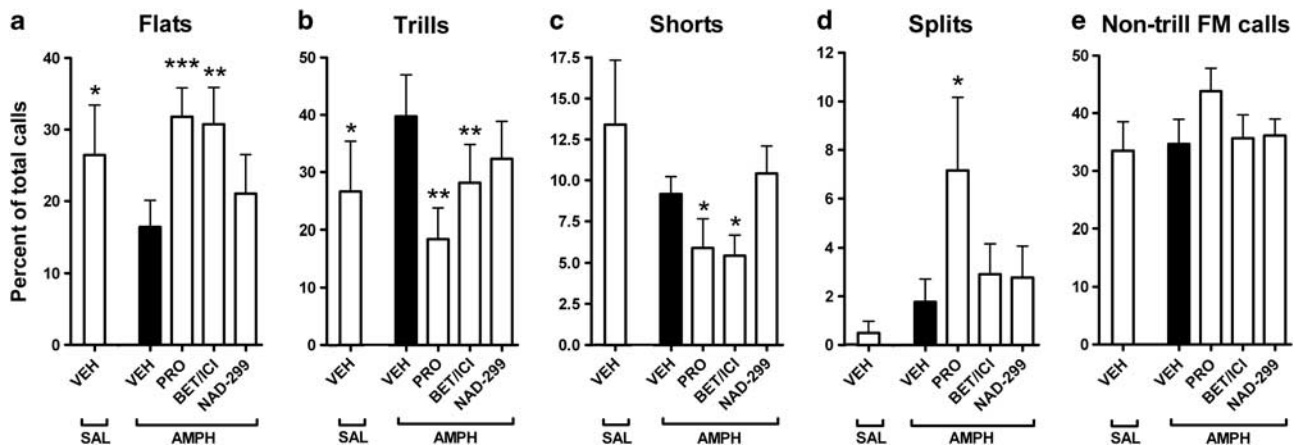 a Flats
b Trills
c Shorts
d Splits
e Non-trill FM calls
Percent of total calls
40
30
20
10
0
* *** **
VEH VEH PRO BET/ICI NAD-299
SAL AMPH
50
40
30
20
10
0
* ** **
VEH VEH PRO BET/ICI NAD-299
SAL AMPH
17.5
15.0
12.5
10.0
7.5
5.0
2.5
0.0
* *
VEH VEH PRO BET/ICI NAD-299
SAL AMPH
12
10
8
6
4
2
0
*
VEH VEH PRO BET/ICI NAD-299
SAL AMPH
50
40
30
20
10
0
VEH VEH PRO BET/ICI NAD-299
SAL AMPH